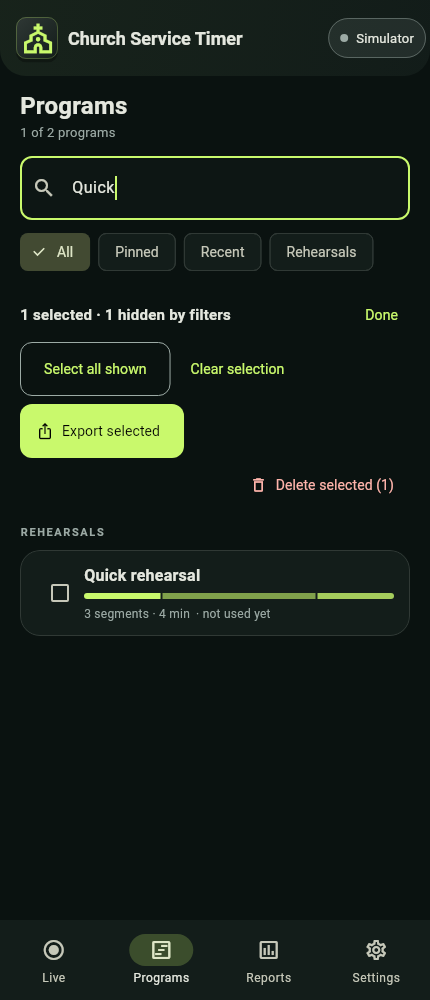 Church Service Timer
Simulator
Programs
1 of 2 programs
Quick
All
Pinned
Recent
Rehearsals
1 selected · 1 hidden by filters
Done
Select all shown
Clear selection
Export selected
Delete selected (1)
REHEARSALS
Quick rehearsal
3 segments · 4 min · not used yet
Live
Programs
Reports
Settings